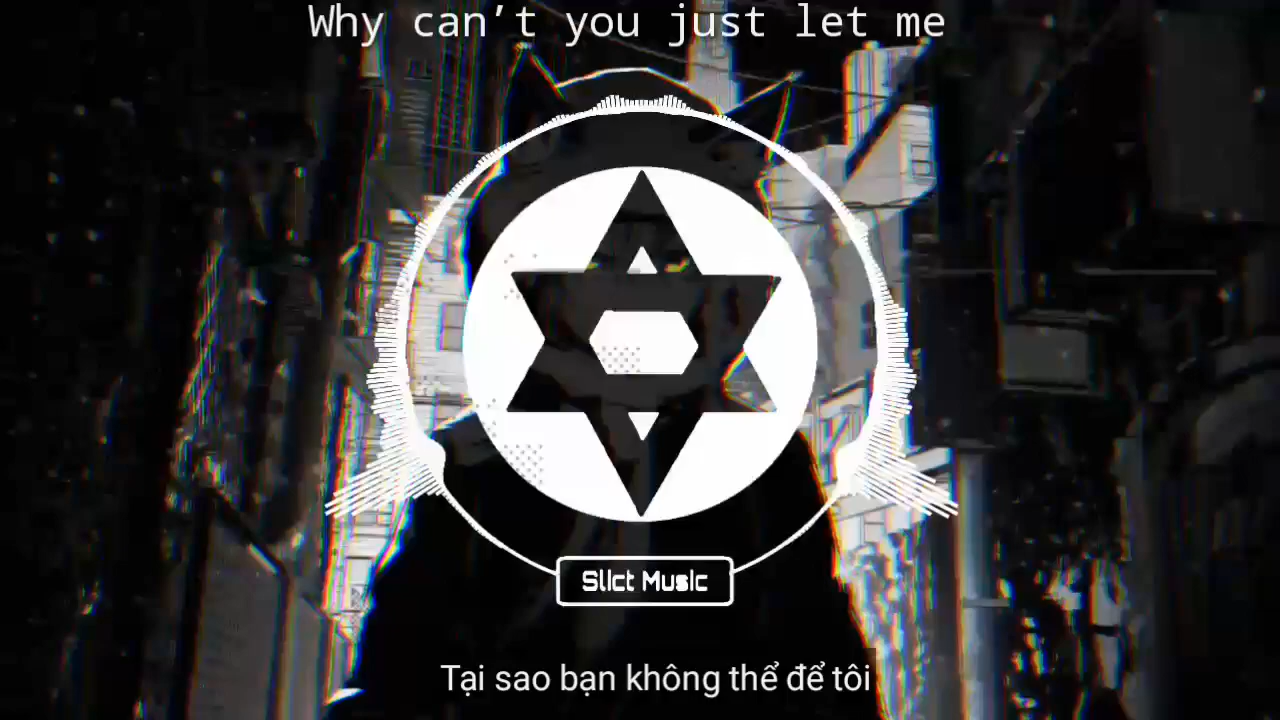 Why can’t you just let me
Slict Music
Tại sao bạn không thể để tôi